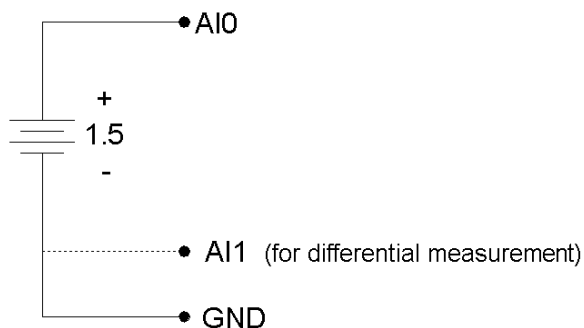 AI0
+
1.5
-
AI1 (for differential measurement)
GND